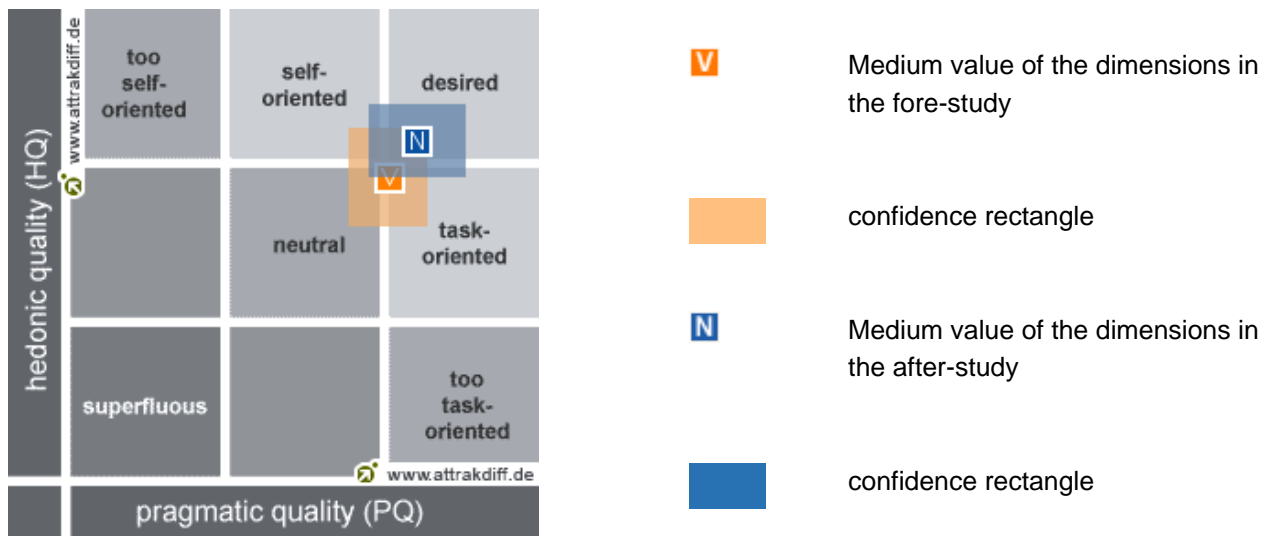 www.attrakdiff.de
too
self-
oriented
self-
oriented
desired
N
V
neutral
task-
oriented
superfluous
too
task-
oriented
hedonic quality (HQ)
www.attrakdiff.de
pragmatic quality (PQ)
V
Medium value of the dimensions in
the fore-study
confidence rectangle
N
Medium value of the dimensions in
the after-study
confidence rectangle